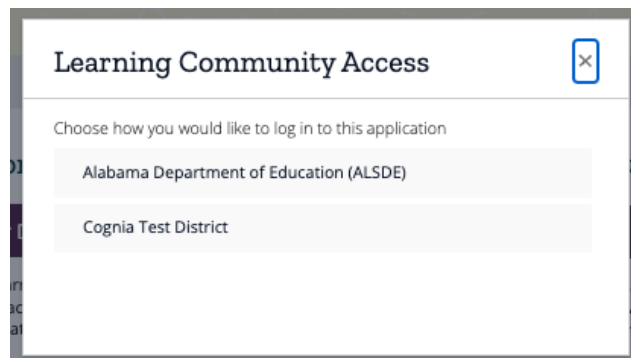 Learning Community Access
Choose how you would like to log in to this application
Alabama Department of Education (ALSDE)
Cognia Test District